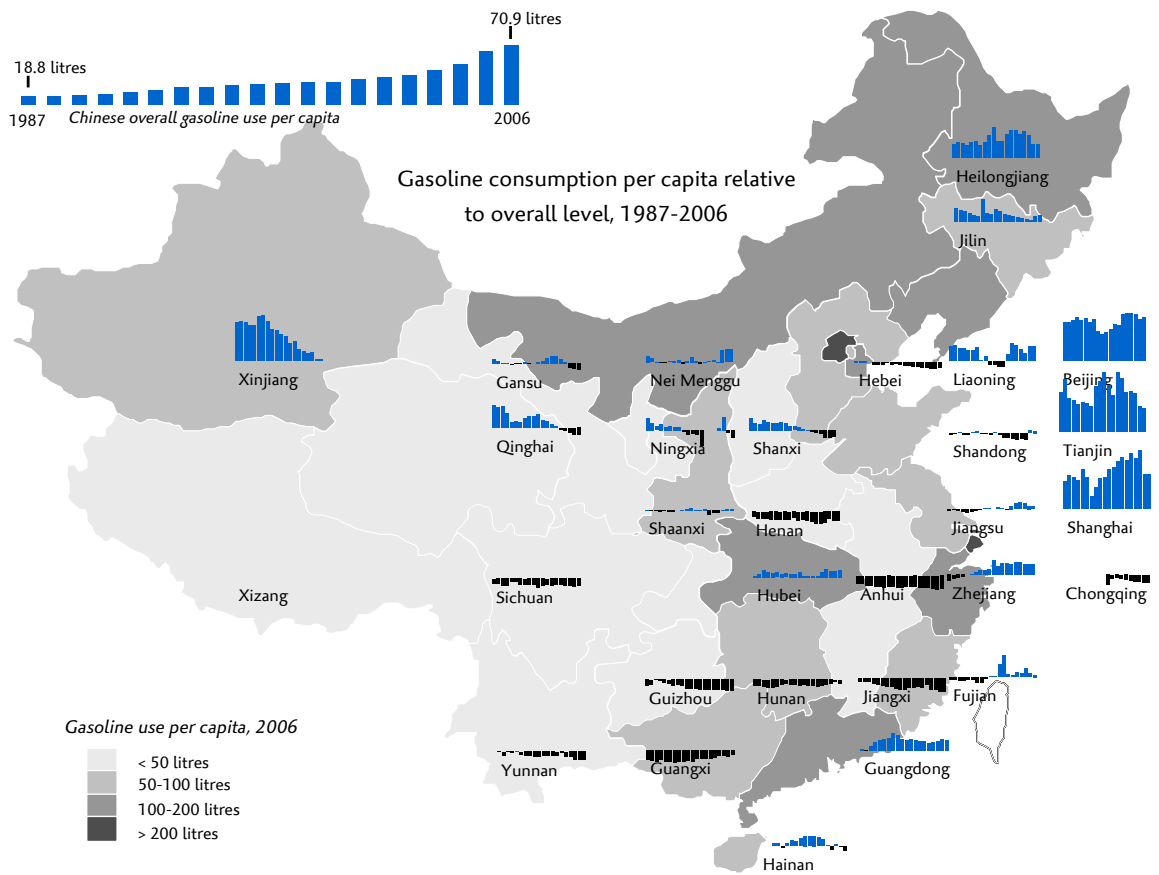 70.9 litres
18.8 litres
1987
Chinese overall gasoline use per capita
2006
Gasoline consumption per capita relative
to overall level, 1987-2006
Heilongjiang
Jilin
Xinjiang
Gansu
Nei Menggu
Hebei
Liaoning
Beijing
Qinghai
Ningxia
Shanxi
Shandong
Tianjin
Shaanxi
Henan
Jiangsu
Shanghai
Xizang
Sichuan
Hubei
Anhui
Zhejiang
Chongqing
Guizhou
Hunan
Jiangxi
Fujian
Gasoline use per capita, 2006
< 50 litres
50-100 litres
100-200 litres
> 200 litres
Yunnan
Guangxi
Guangdong
Hainan